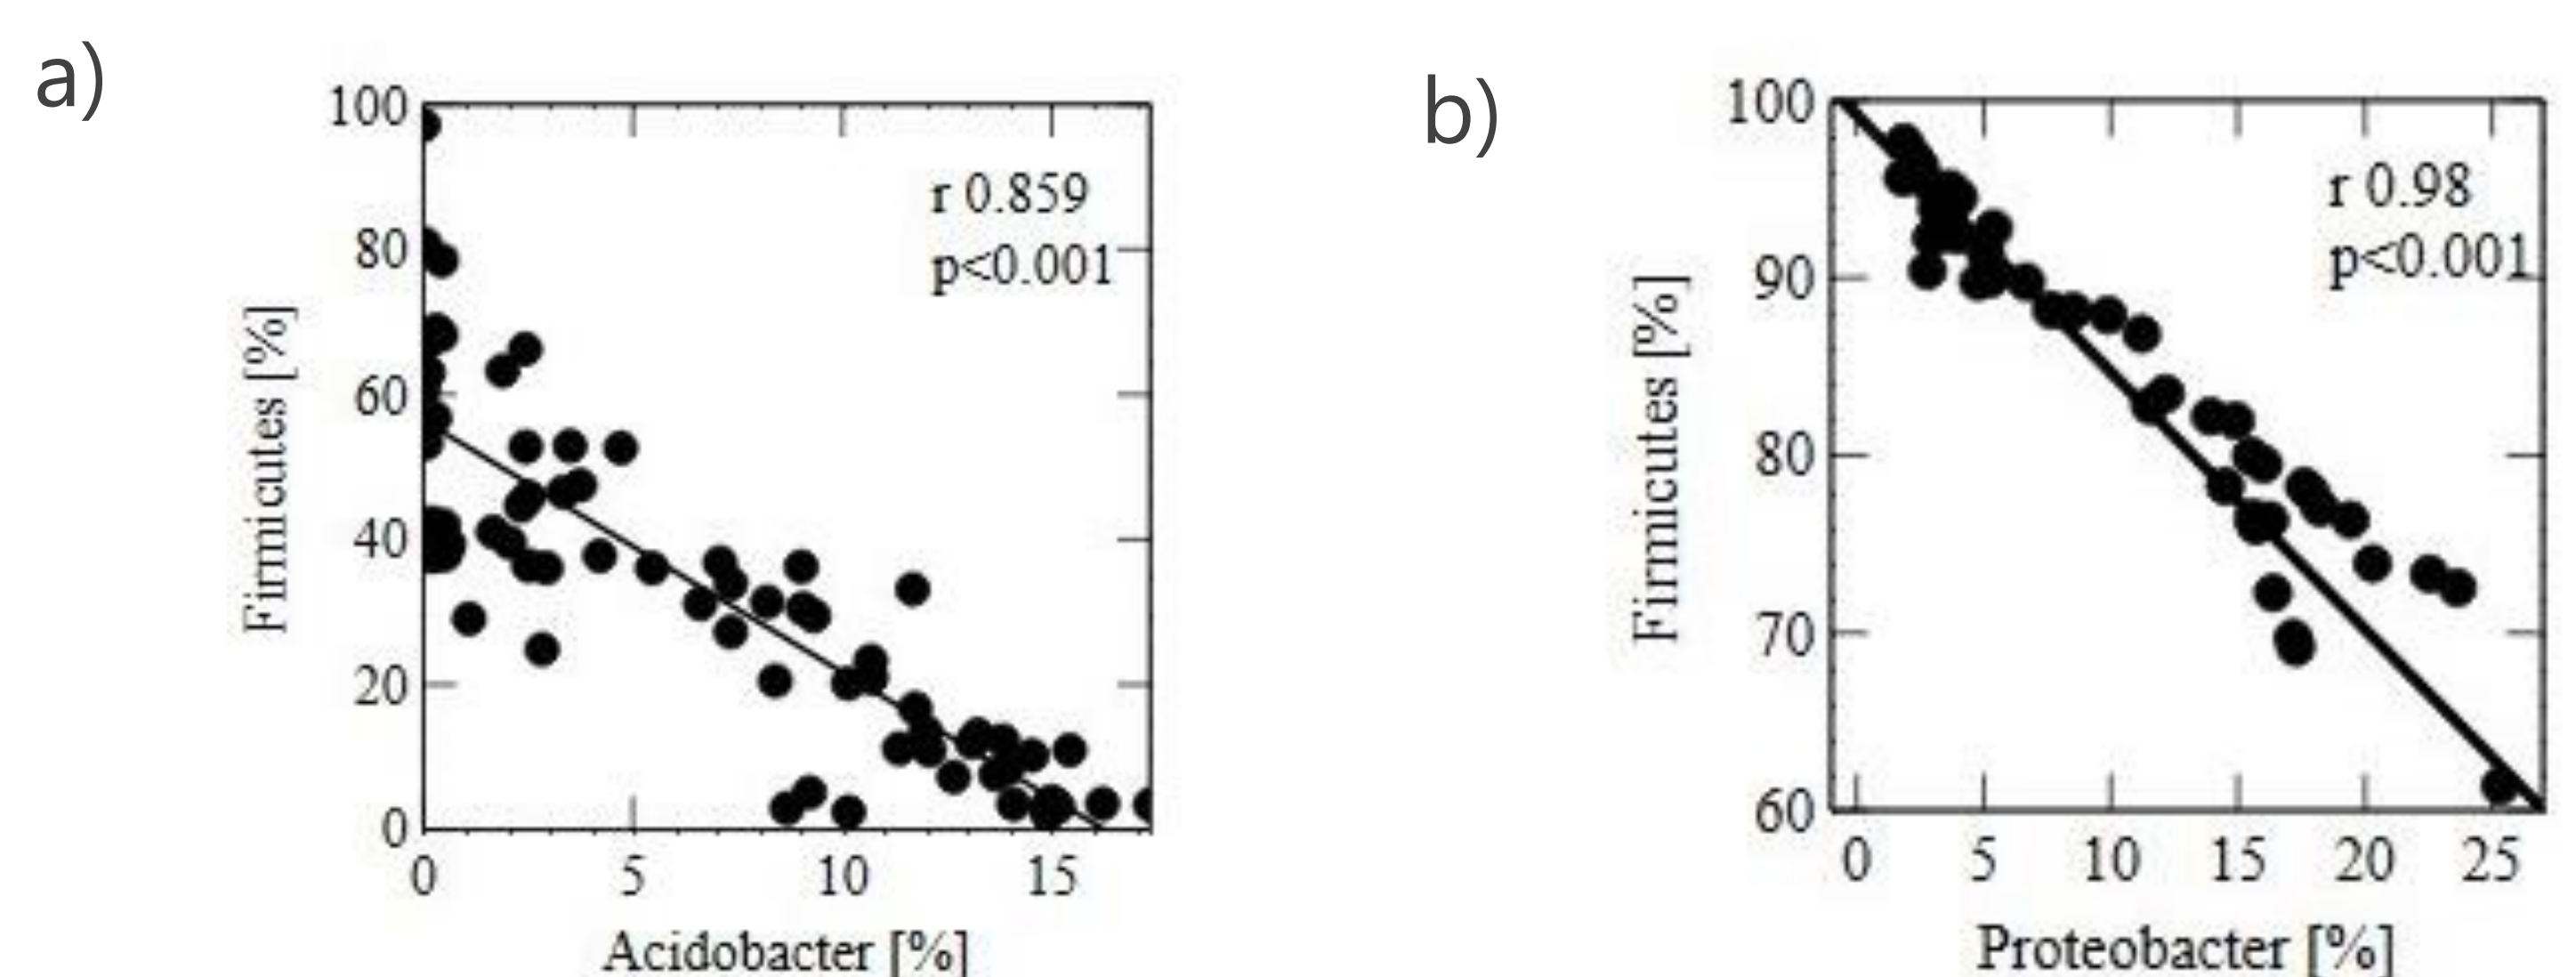 a)
100
80
60
40
20
0
Firmicutes [%]
r 0.859
p<0.001
0 5 10 15
Acidobacter [%]
b)
100
90
80
70
60
Firmicutes [%]
r 0.98
p<0.001
0 5 10 15 20 25
Proteobacter [%]